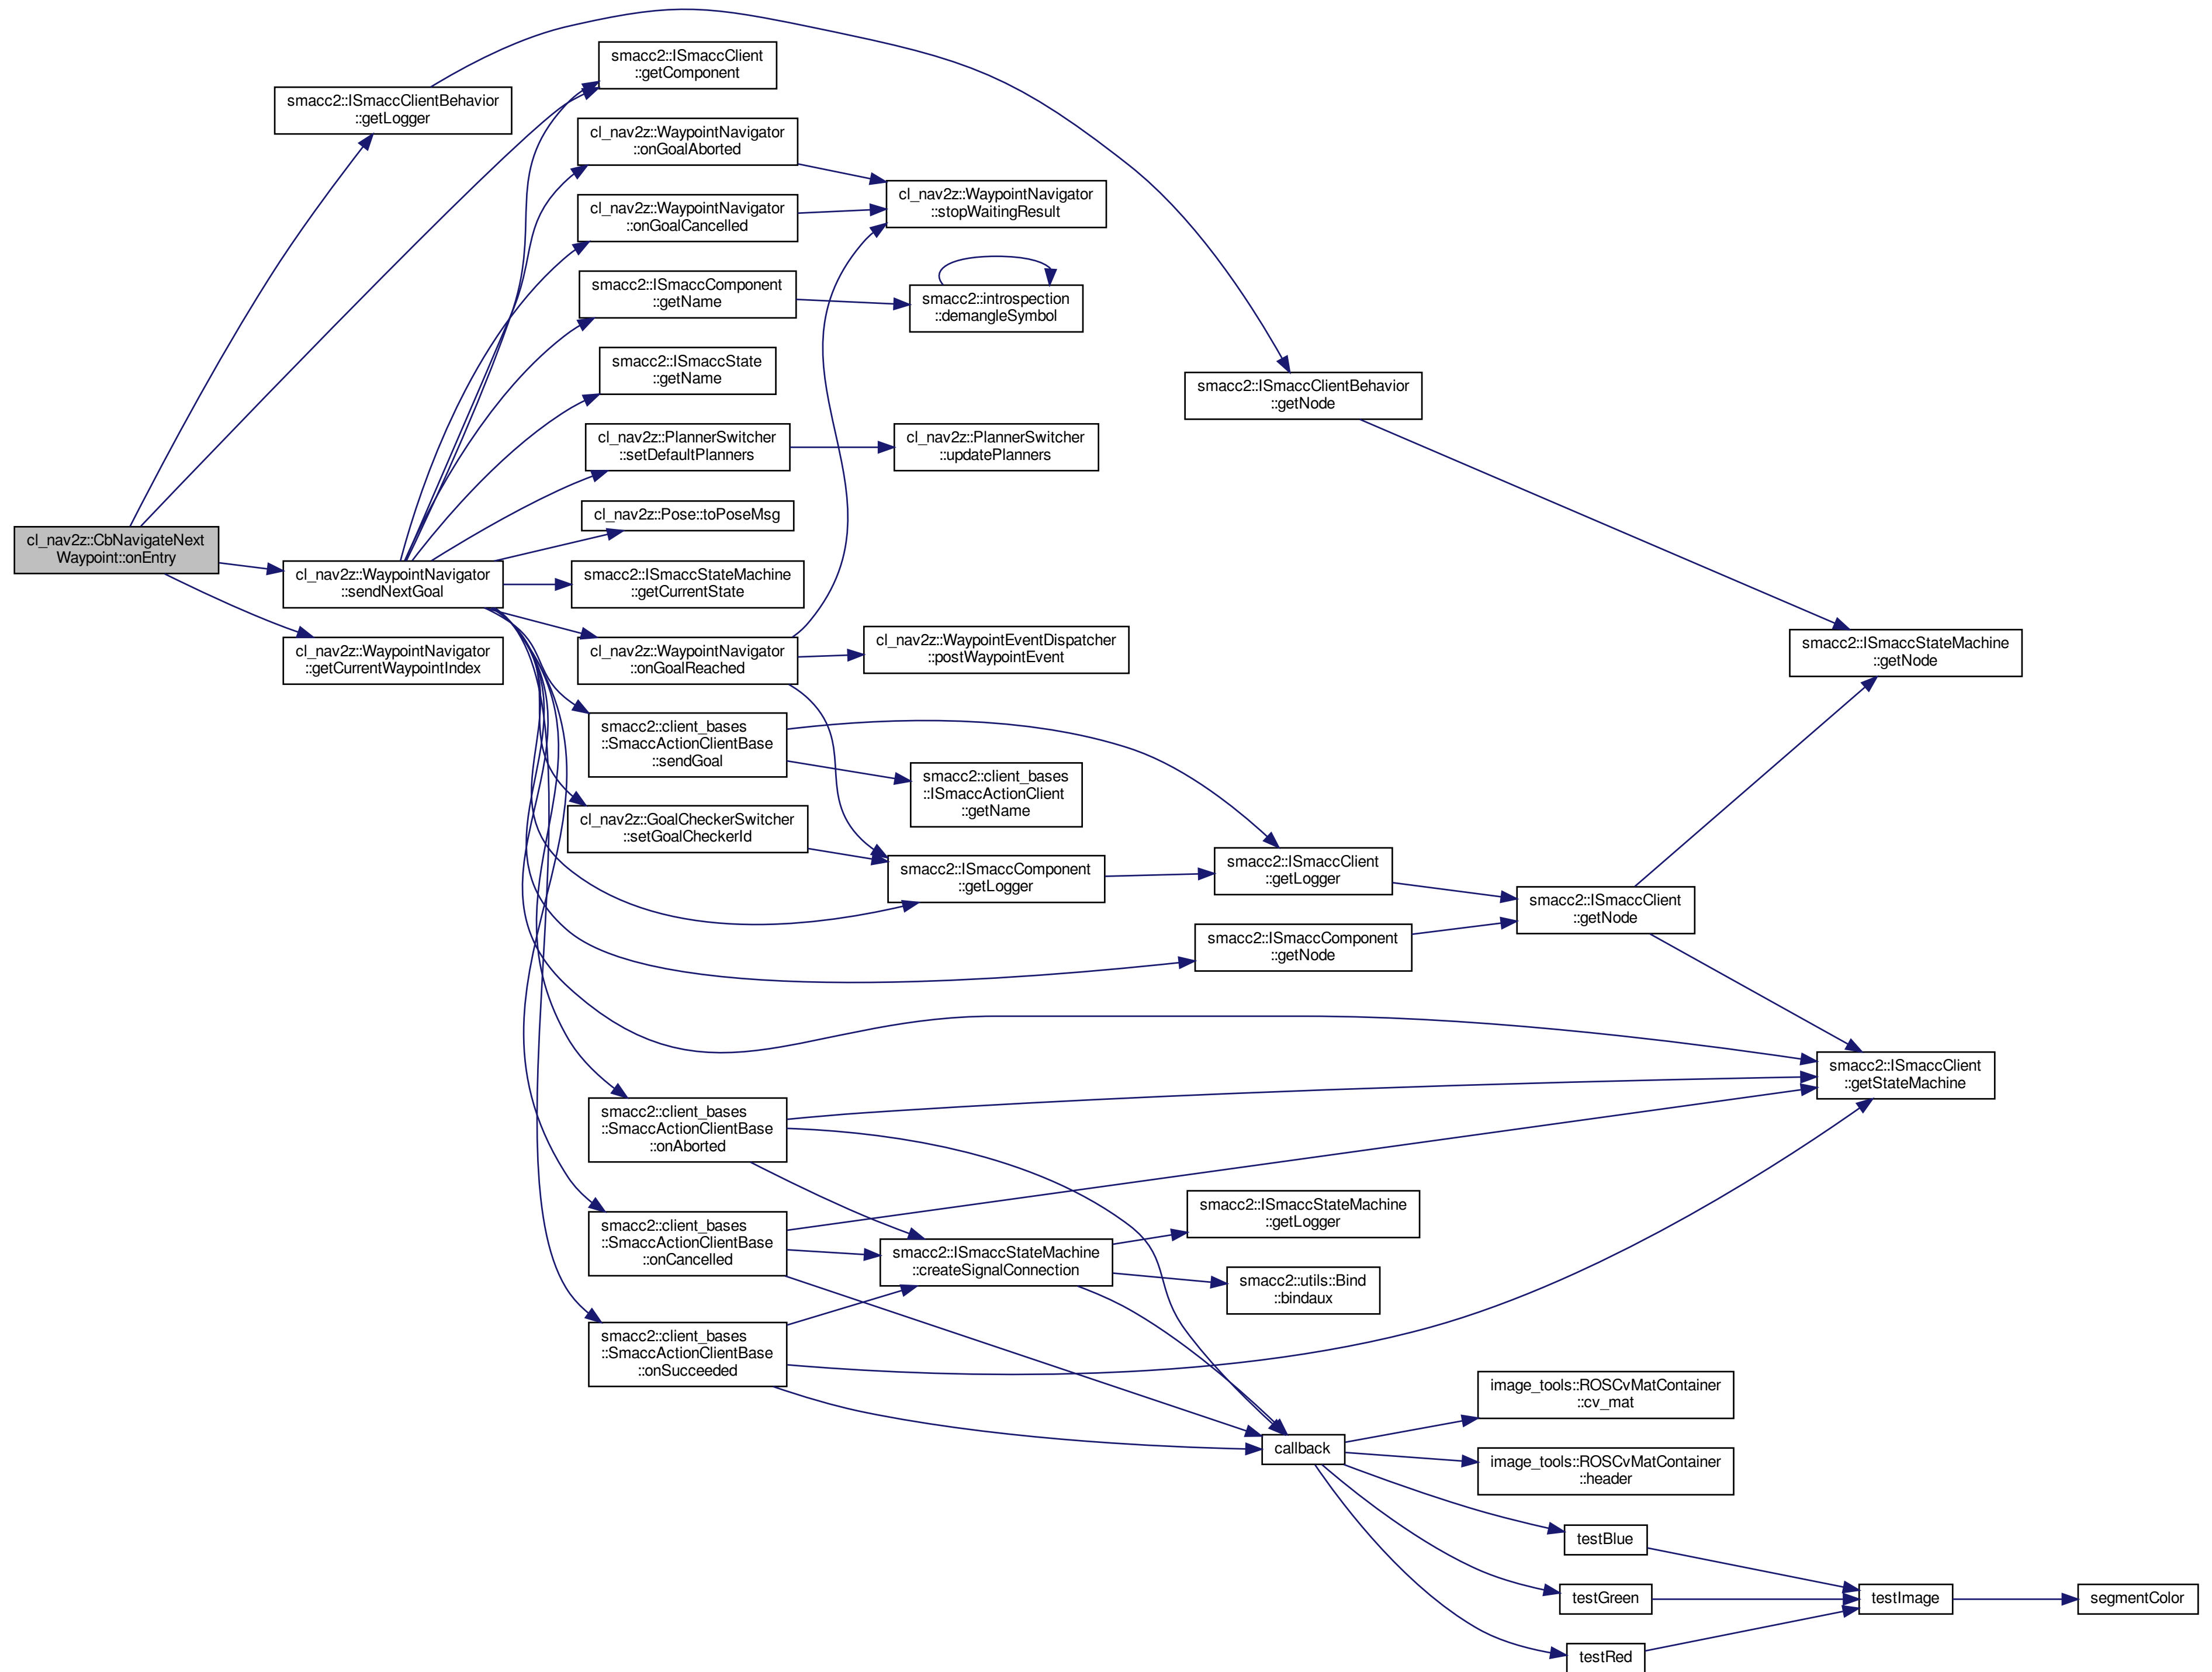 cl_nav2z::CbNavigateNext
Waypoint::onEntry
smacc2::ISmaccClientBehavior
::getLogger
cl_nav2z::WaypointNavigator
::sendNextGoal
cl_nav2z::WaypointNavigator
::getCurrentWaypointIndex
smacc2::ISmaccClient
::getComponent
cl_nav2z::WaypointNavigator
::onGoalAborted
cl_nav2z::WaypointNavigator
::onGoalCancelled
smacc2::ISmaccComponent
::getName
smacc2::ISmaccState
::getName
cl_nav2z::PlannerSwitcher
::setDefaultPlanners
cl_nav2z::Pose::toPoseMsg
smacc2::ISmaccStateMachine
::getCurrentState
cl_nav2z::WaypointNavigator
::onGoalReached
smacc2::client_bases
::SmaccActionClientBase
::sendGoal
cl_nav2z::GoalCheckerSwitcher
::setGoalCheckerId
smacc2::client_bases
::SmaccActionClientBase
::onAborted
smacc2::client_bases
::SmaccActionClientBase
::onCancelled
smacc2::client_bases
::SmaccActionClientBase
::onSucceeded
cl_nav2z::WaypointNavigator
::stopWaitingResult
smacc2::introspection
::demangleSymbol
cl_nav2z::PlannerSwitcher
::updatePlanners
cl_nav2z::WaypointEventDispatcher
::postWaypointEvent
smacc2::client_bases
::ISmaccActionClient
::getName
smacc2::ISmaccComponent
::getLogger
smacc2::ISmaccStateMachine
::createSignalConnection
smacc2::ISmaccClientBehavior
::getNode
smacc2::ISmaccClient
::getLogger
smacc2::ISmaccComponent
::getNode
smacc2::ISmaccStateMachine
::getLogger
smacc2::utils::Bind
::bindaux
callback
smacc2::ISmaccClient
::getNode
image_tools::ROSCvMatContainer
::cv_mat
image_tools::ROSCvMatContainer
::header
testBlue
testGreen
testRed
smacc2::ISmaccStateMachine
::getNode
smacc2::ISmaccClient
::getStateMachine
testImage
segmentColor